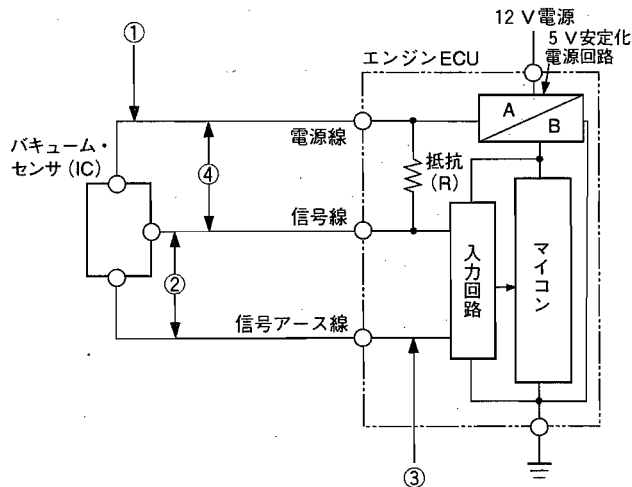 12 V 電源
5 V 安定化
電源回路
エンジンECU
①
A
B
バキューム・
センサ (IC)
電源線
④
抵抗
(R)
信号線
②
入力回路
マイコン
信号アース線
③